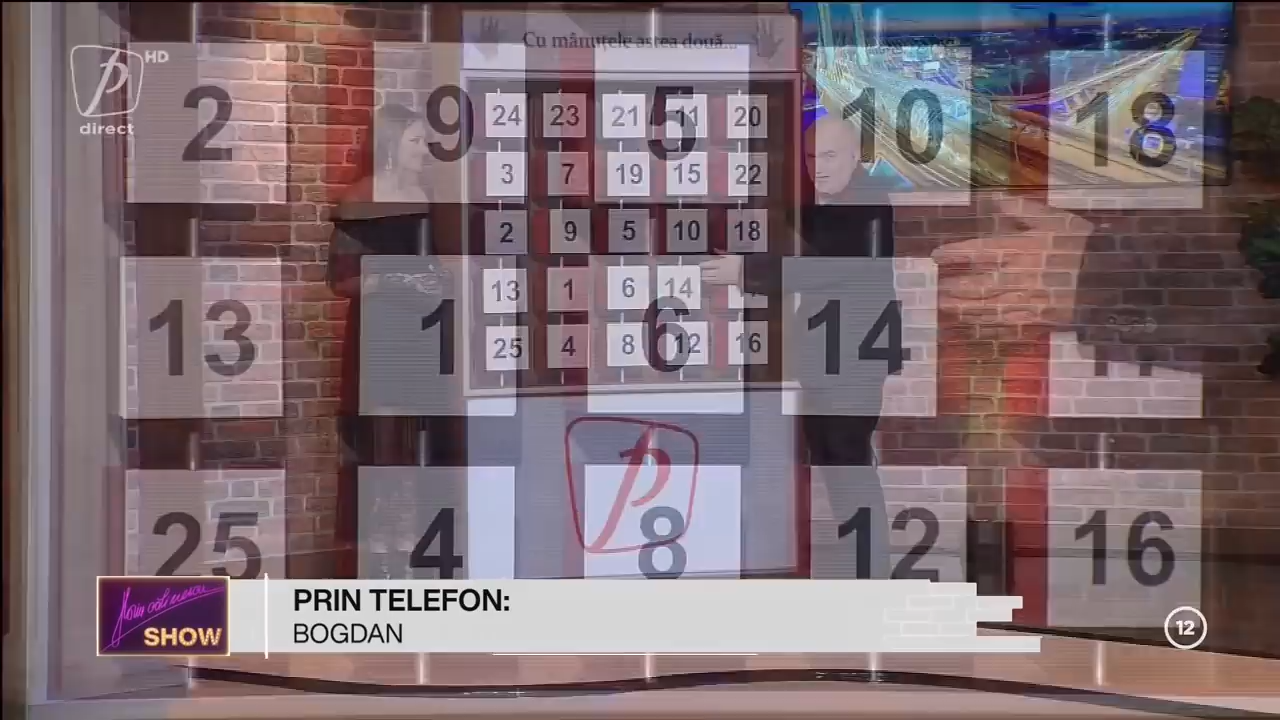 HD
direct
Cu mânuțele astea două...
24 23 21 11 20
3 7 19 15 22
2 9 5 10 18
13 1 6 14
25 4 8 12 16
2 9 5 10 18
13 1 6 14
25 4 8 12 16
SHOW
PRIN TELEFON:
BOGDAN
12